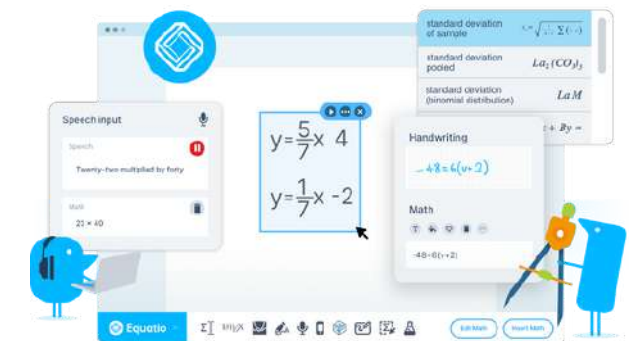 standard deviation
of sample
standard deviation
pooled
La₂(CO₃)₃
standard deviation
(binomial distribution)
LaM
+ By =
Speech input
Speech
Twenty-two multiplied by forty
Math
y=5/7x 4
y=1/7x -2
Handwriting
-48=6(v+2)
Math
-48=6(v+2)
Equatio
LATEX
Edit Math
Insert Math